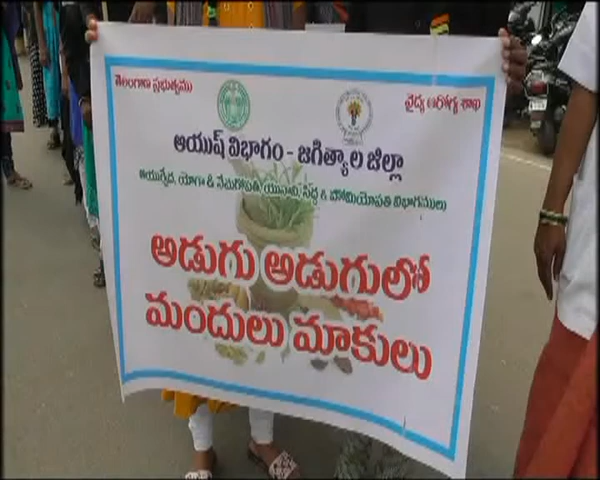 తెలంగాణ ప్రభుత్వము
వైద్య ఆరోగ్య శాఖ
ఆయుష్ విభాగం - జగిత్యాల జిల్లా
ఆయుర్వేద, యోగా & నేచురోపతి, యునాని, సిద్ధ & హోమియోపతి విభాగములు
అడుగు అడుగులో
మందులు మాకులు